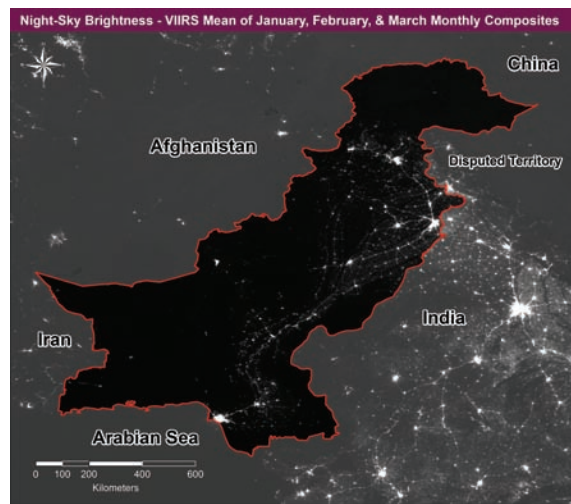 Night-Sky Brightness - VIIRS Mean of January, February, & March Monthly Composites
China
Afghanistan
Disputed Territory
Iran
India
Arabian Sea
0 100 200 400 600
Kilometers